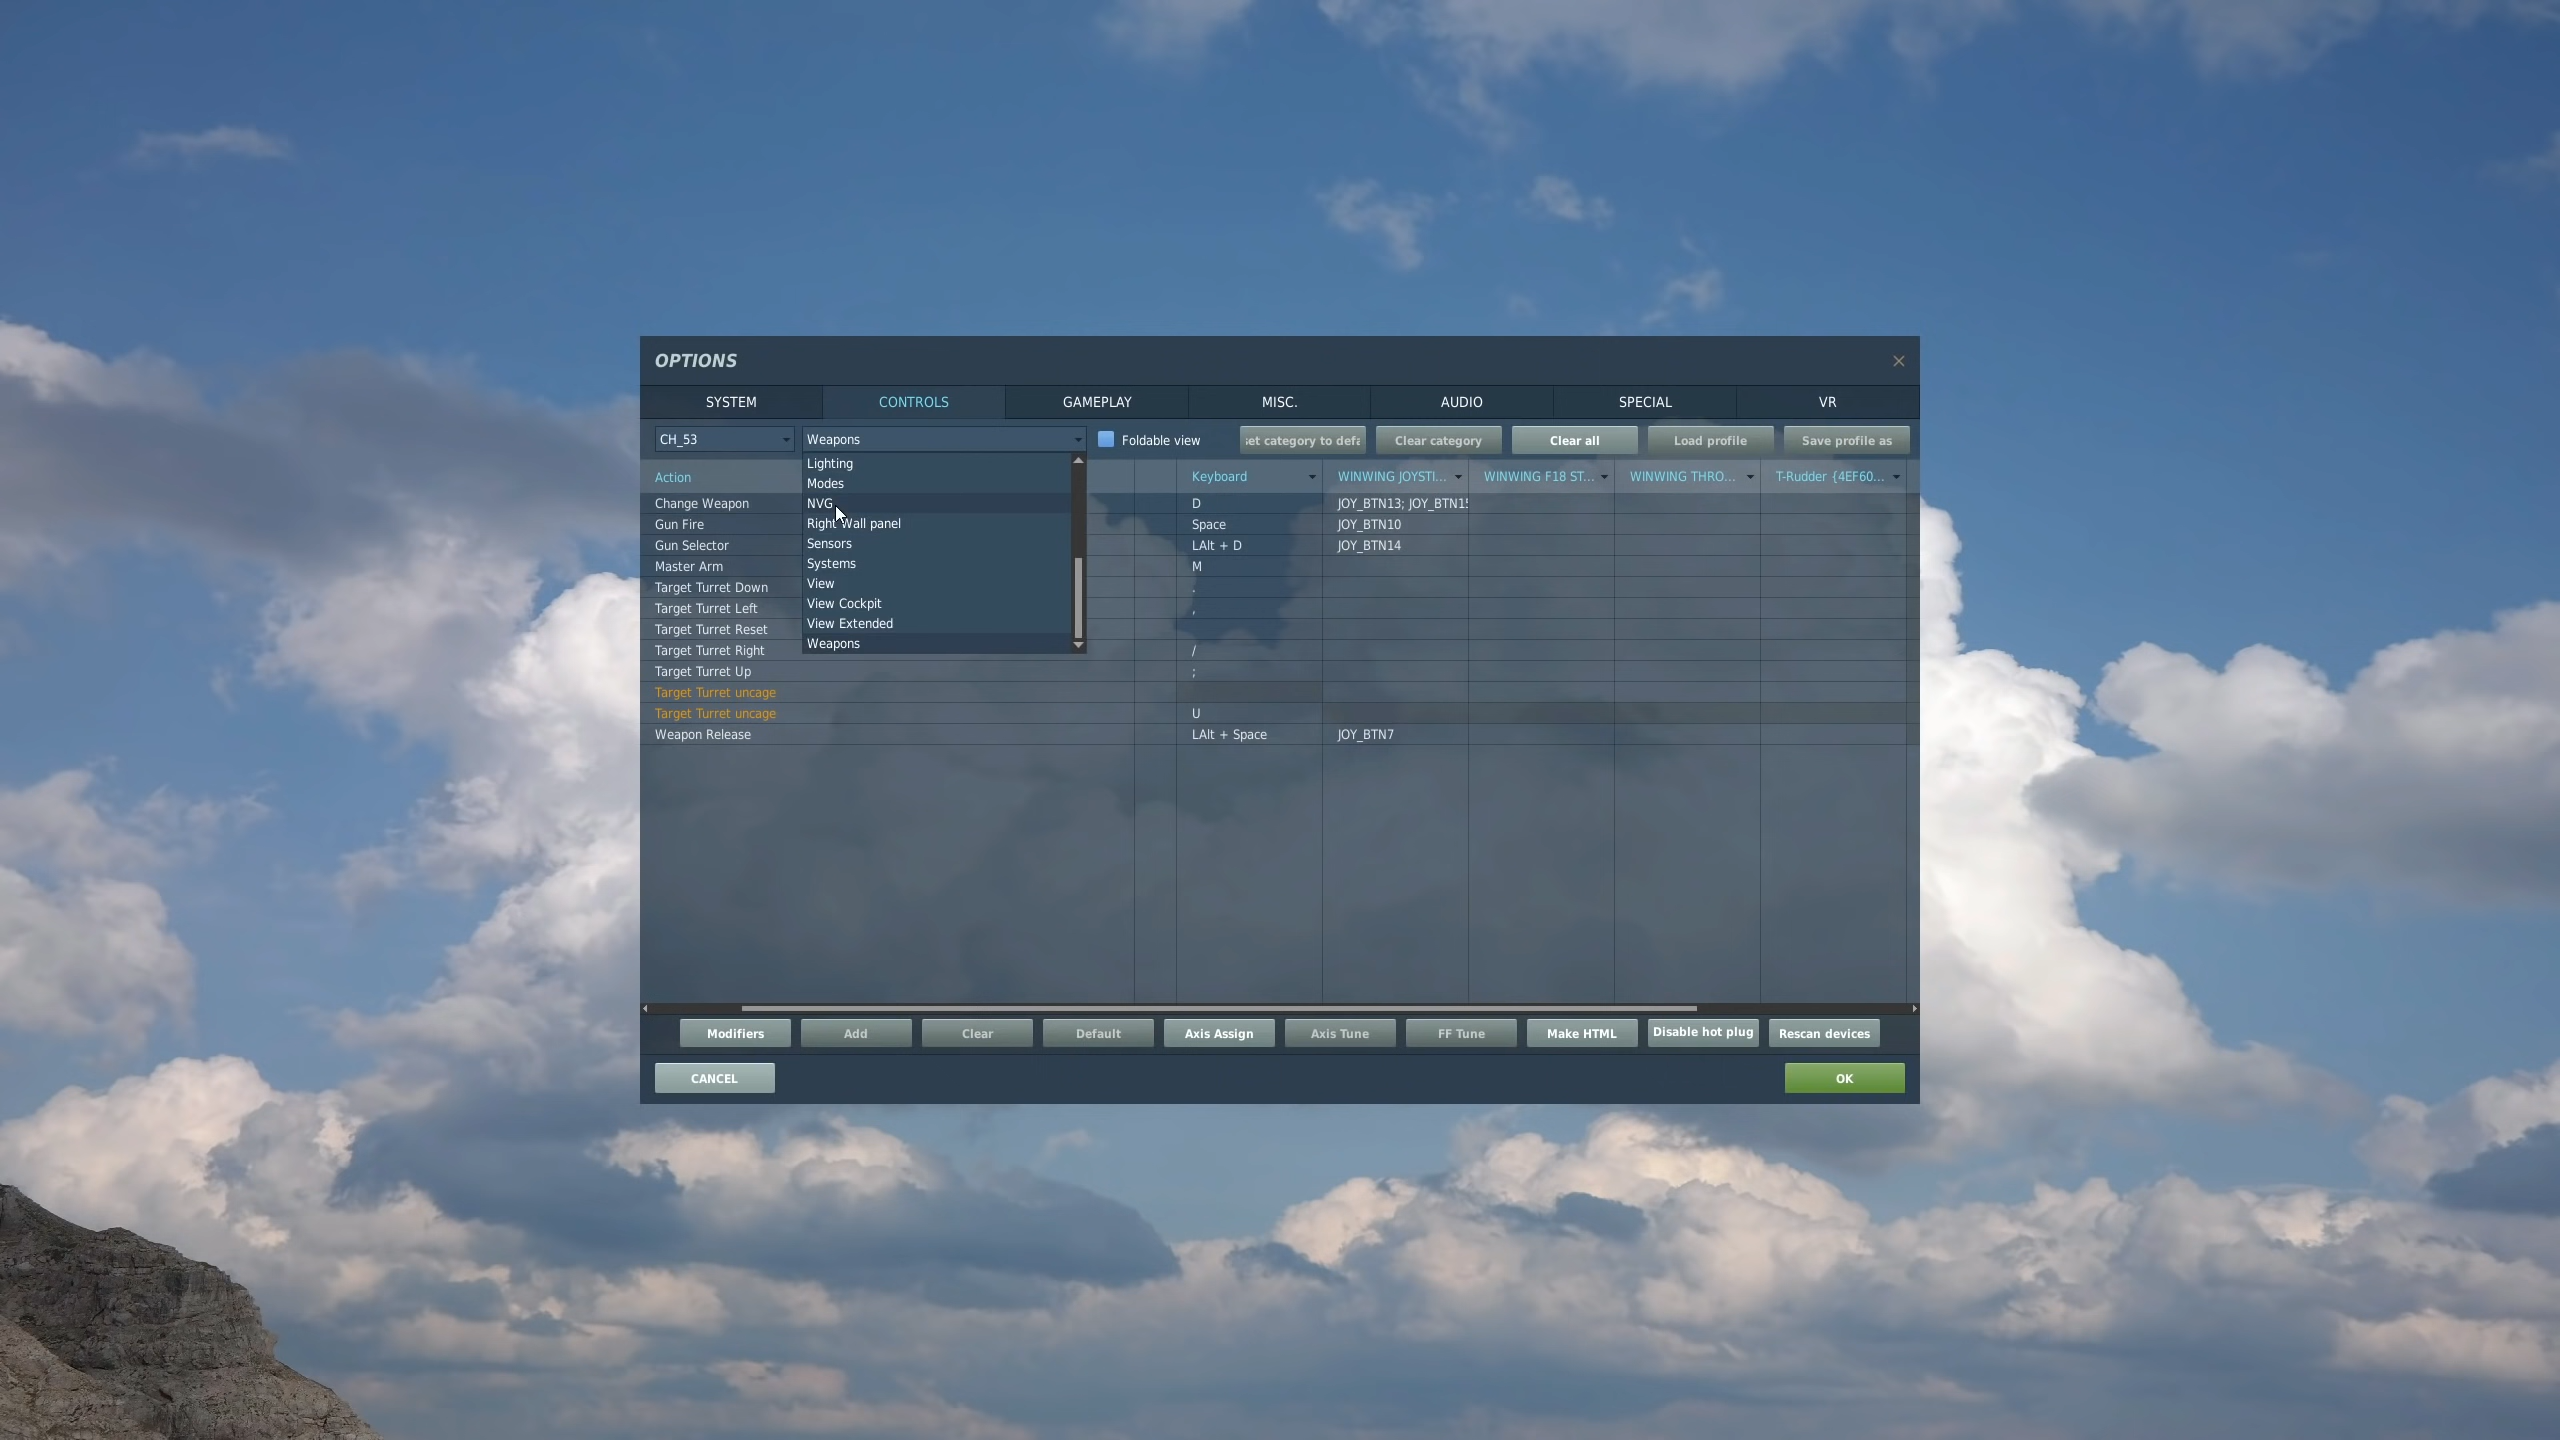 OPTIONS
SYSTEM CONTROLS GAMEPLAY MISC. AUDIO SPECIAL VR
CH_53 Weapons Foldable view set category to defa Clear category Clear all Load profile Save profile as
Lighting
Modes
NVG
Right Wall panel
Sensors
Systems
View
View Cockpit
View Extended
Weapons
Action Keyboard WINWING JOYSTI... WINWING F18 ST... WINWING THRO... T-Rudder {4EF60...
Change Weapon D JOY_BTN13; JOY_BTN15
Gun Fire Space JOY_BTN10
Gun Selector LAlt + D JOY_BTN14
Master Arm M
Target Turret Down .
Target Turret Left ,
Target Turret Reset
Target Turret Right /
Target Turret Up ;
Target Turret uncage
Target Turret uncage U
Weapon Release LAlt + Space JOY_BTN7
Modifiers Add Clear Default Axis Assign Axis Tune FF Tune Make HTML Disable hot plug Rescan devices
CANCEL OK